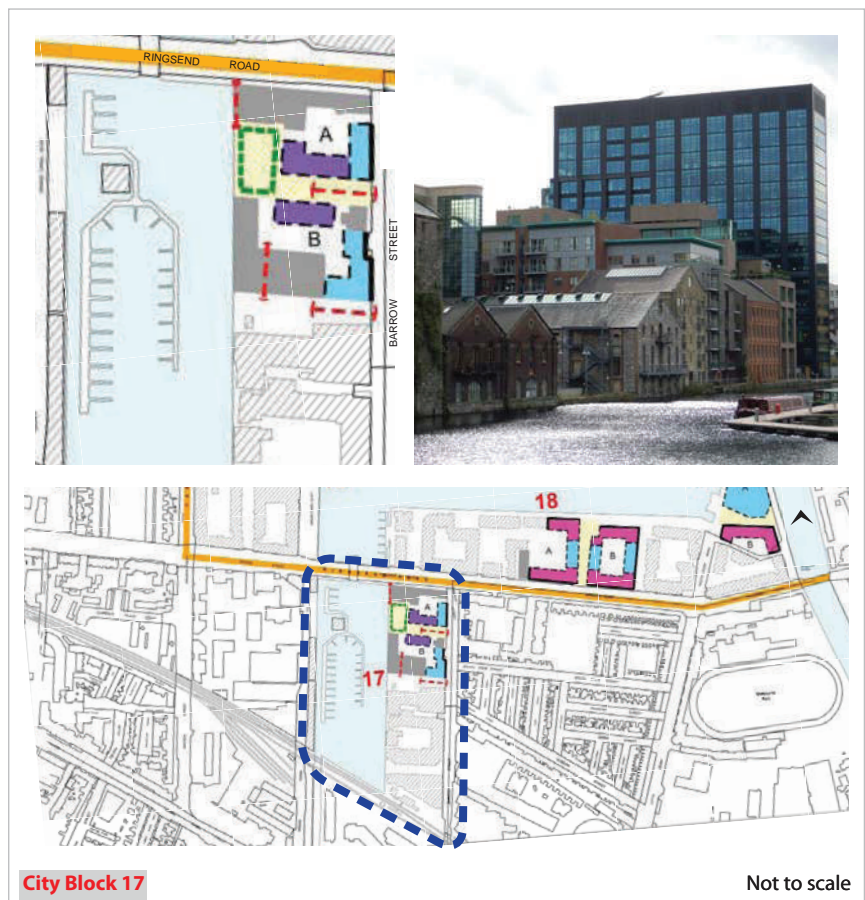 RINGSEND ROAD
A
B
BARROW STREET
18
A
B
B
A
B
17
City Block 17
Not to scale